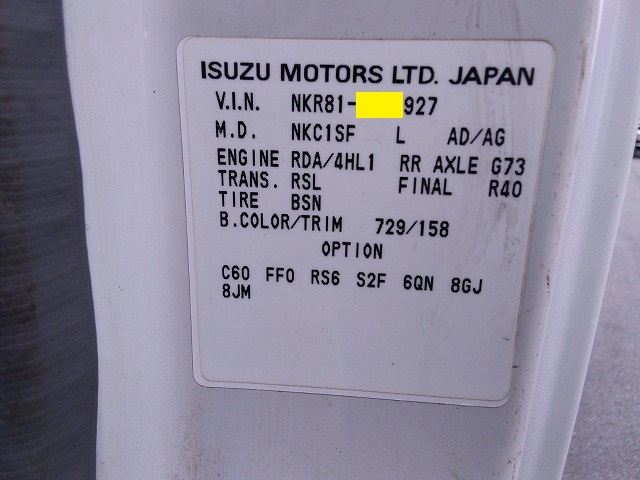 ISUZU MOTORS LTD. JAPAN
V.I.N. NKR81- 927
M.D. NKC1SF L AD/AG
ENGINE RDA/4HL1 RR AXLE G73
TRANS. RSL FINAL R40
TIRE BSN
B.COLOR/TRIM 729/158
OPTION
C60 FF0 RS6 S2F 6QN 8GJ
8JM